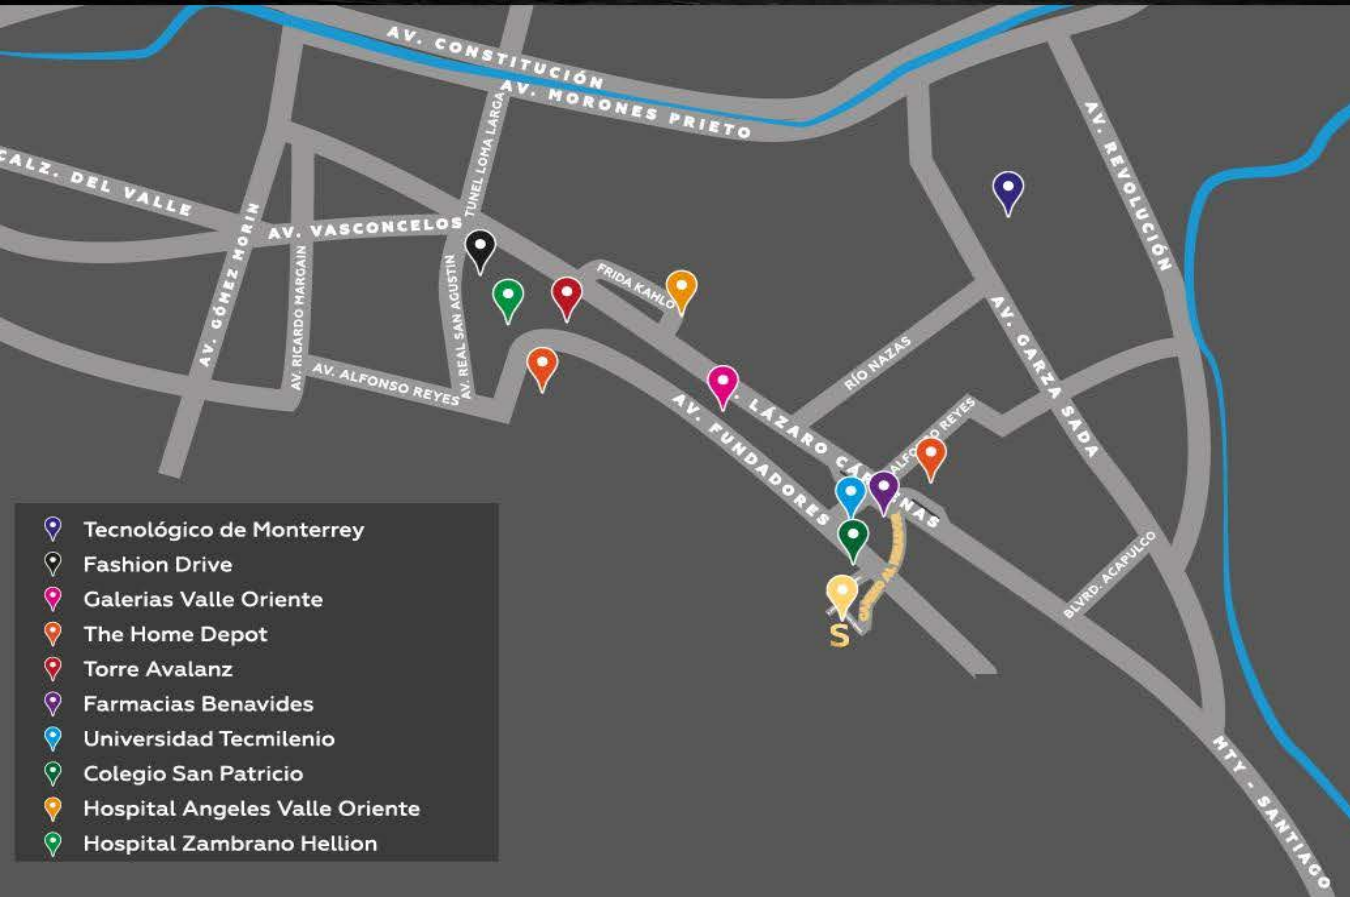 AV. CONSTITUCIÓN
AV. MORONES PRIETO
TUNEL LOMA LARGA
AV. REVOLUCIÓN
CALZ. DEL VALLE
AV. VASCONCELOS
AV. GÓMEZ MORIN
AV. RICARDO MARGAIN
AV. REAL SAN AGUSTIN
FRIDA KAHLO
AV. ALFONSO REYES
RÍO NAZAS
AV. GARZA SADA
AV. FUNDADORES
LÁZARO
REYES
BLVRD. ACAPULCO
S
MTY - SANTIAGO
Tecnológico de Monterrey
Fashion Drive
Galerias Valle Oriente
The Home Depot
Torre Avalanz
Farmacias Benavides
Universidad Tecmilenio
Colegio San Patricio
Hospital Angeles Valle Oriente
Hospital Zambrano Hellion